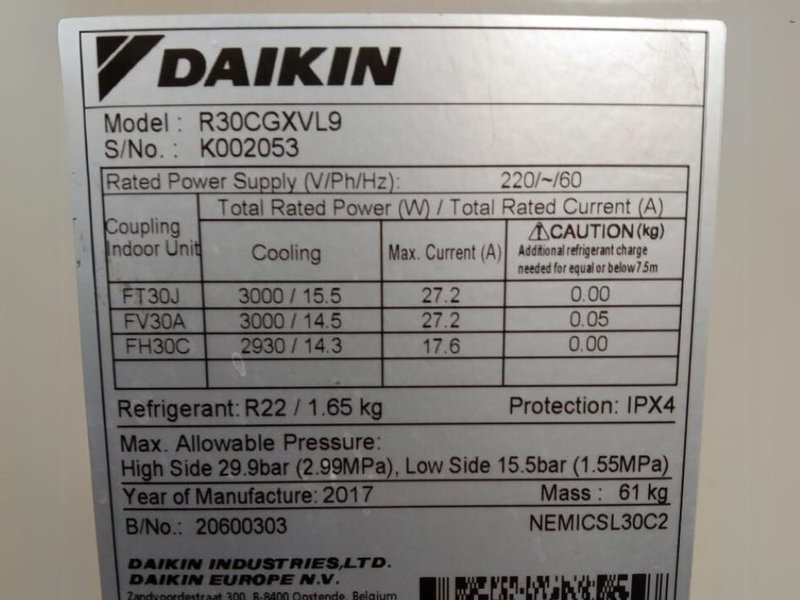 DAIKIN
Model : R30CGXVL9
S/No. : K002053
Rated Power Supply (V/Ph/Hz): 220/~/60
Coupling Indoor Unit
Total Rated Power (W) / Total Rated Current (A)
Cooling
Max. Current (A)
⚠CAUTION (kg)
Additional refrigerant charge
needed for equal or below 7.5m
FT30J 3000 / 15.5 27.2 0.00
FV30A 3000 / 14.5 27.2 0.05
FH30C 2930 / 14.3 17.6 0.00
Refrigerant: R22 / 1.65 kg Protection: IPX4
Max. Allowable Pressure:
High Side 29.9bar (2.99MPa), Low Side 15.5bar (1.55MPa)
Year of Manufacture: 2017 Mass : 61 kg
B/No.: 20600303 NEMICSL30C2
DAIKIN INDUSTRIES,LTD.
DAIKIN EUROPE N.V.
Zandvoordestraat 300, B-8400 Oostende, Belgium